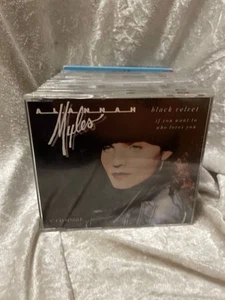 ALANNAH
Myles
black velvet
if you want to
who loves you